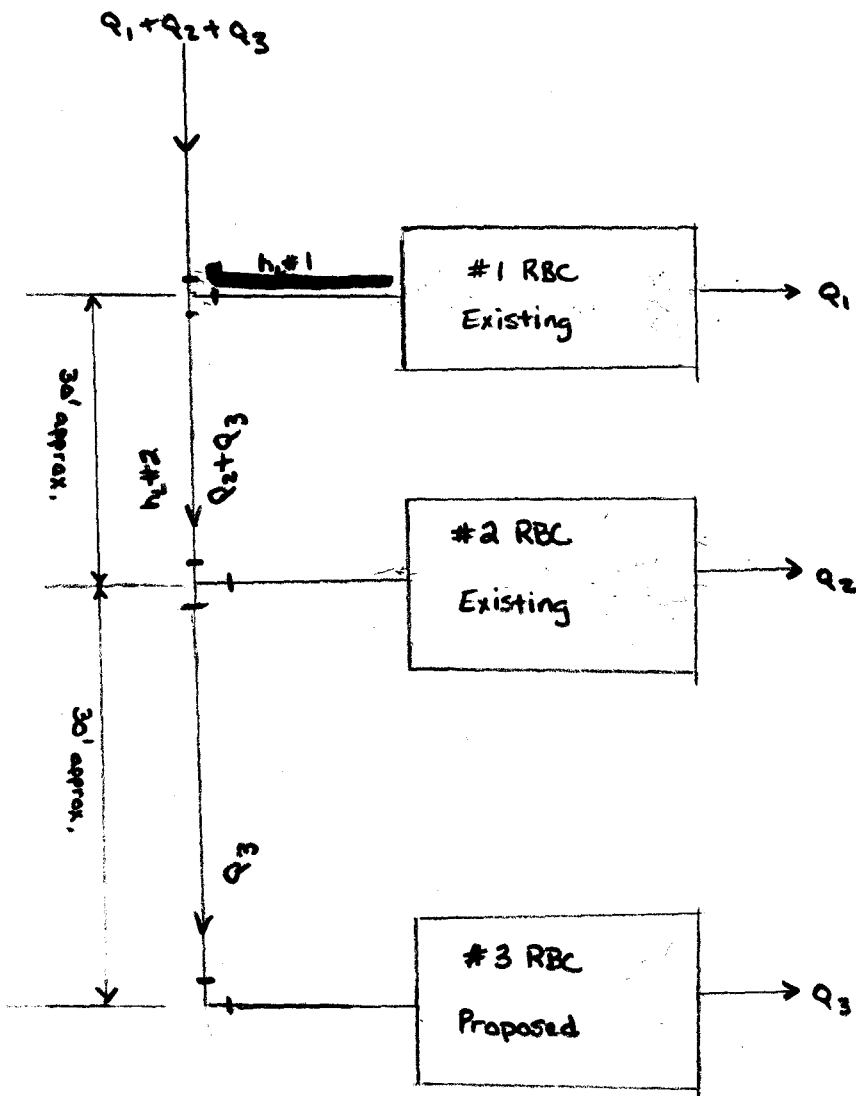 Q₁+Q₂+Q₃
h₁#1
#1 RBC
Existing
Q₁
30' approx.
h₂#2
Q₂+Q₃
#2 RBC
Existing
Q₂
30' approx.
Q₃
#3 RBC
Proposed
Q₃